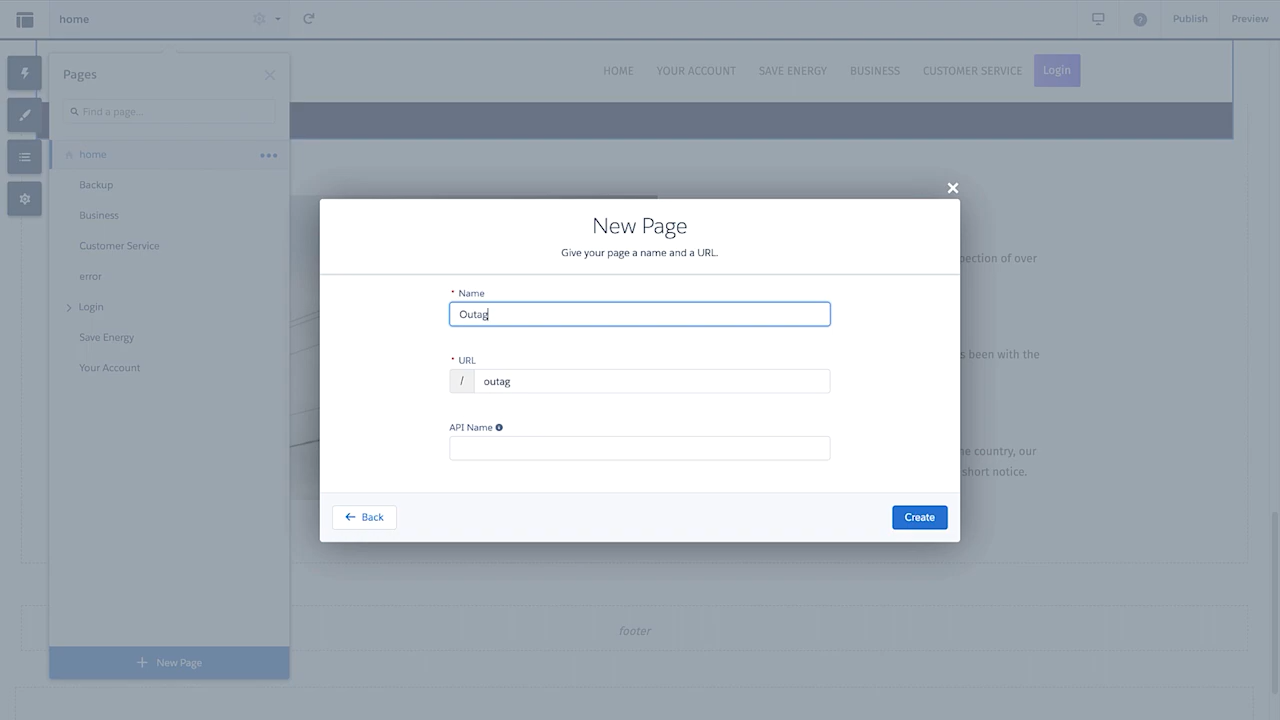 home
Publish
Preview
Pages
HOME YOUR ACCOUNT SAVE ENERGY BUSINESS CUSTOMER SERVICE Login
Find a page...
home
Backup
Business
Customer Service
error
Login
Save Energy
Your Account
+ New Page
New Page
Give your page a name and a URL.
* Name
Outag
* URL
/ outag
API Name
Back
Create
pection of over
s been with the
ne country, our
short notice.
footer